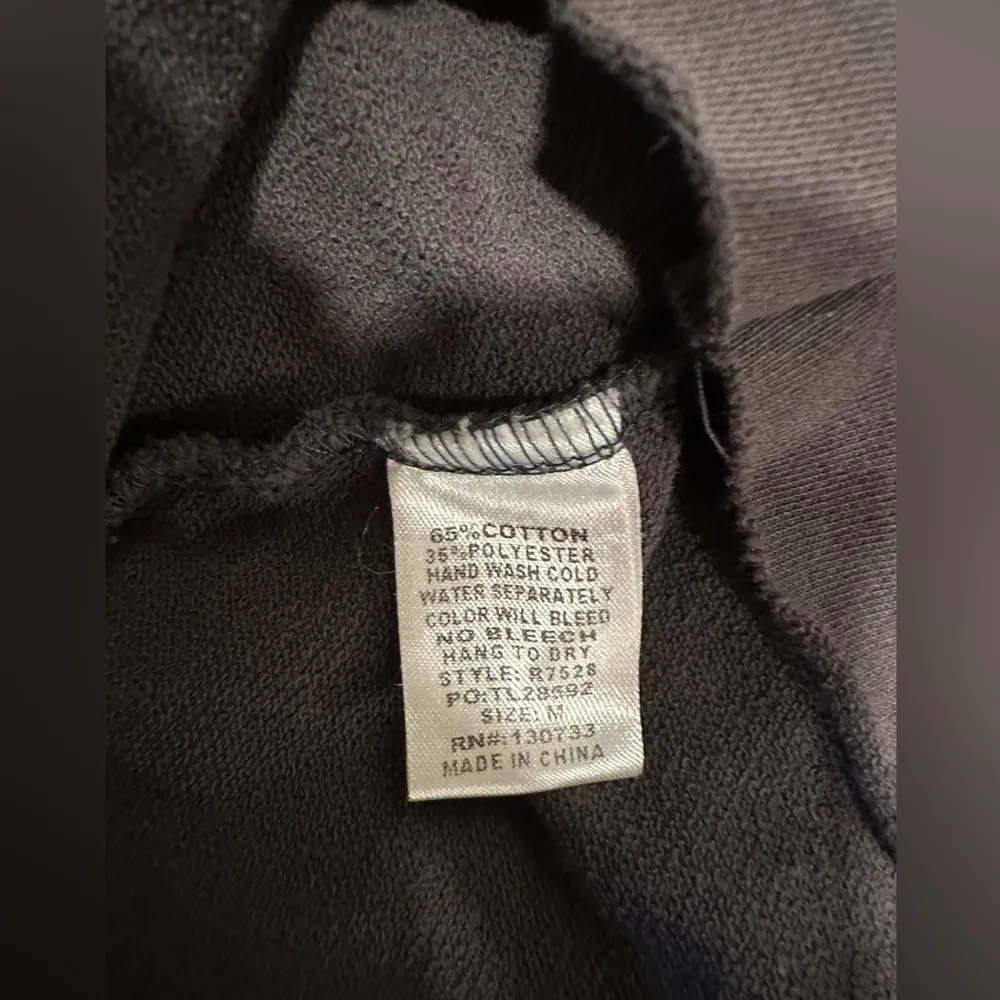 65%COTTON
35%POLYESTER
HAND WASH COLD
WATER SEPARATELY
COLOR WILL BLEED
NO BLEECH
HANG TO DRY
STYLE: R7528
PO:TL28692
SIZE: M
RN#:130733
MADE IN CHINA